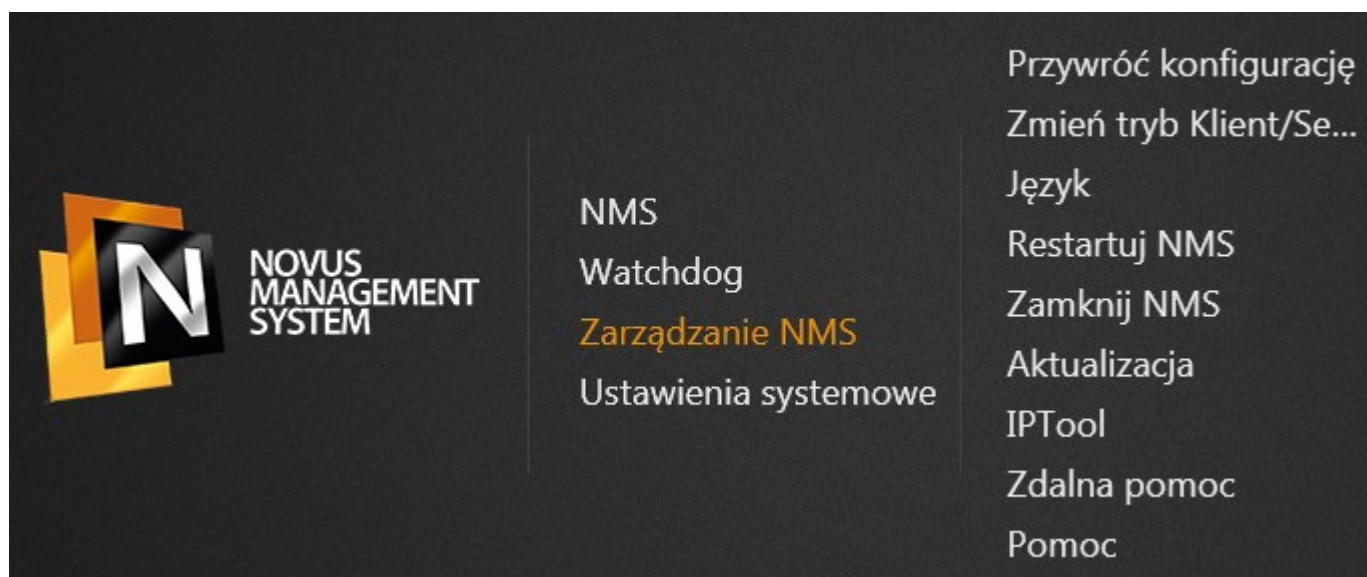 N
NOVUS
MANAGEMENT
SYSTEM
NMS
Watchdog
Zarządzanie NMS
Ustawienia systemowe
Przywróć konfigurację
Zmień tryb Klient/Se...
Język
Restartuj NMS
Zamknij NMS
Aktualizacja
IPTool
Zdalna pomoc
Pomoc